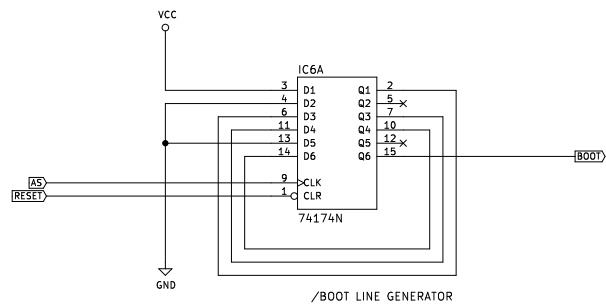 VCC
IC6A
3 D1 Q1 2
4 D2 Q2 5
6 D3 Q3 7
11 D4 Q4 10
13 D5 Q5 12
14 D6 Q6 15
BOOT
AS 9 CLK
RESET 1 CLR
74174N
GND
/BOOT LINE GENERATOR